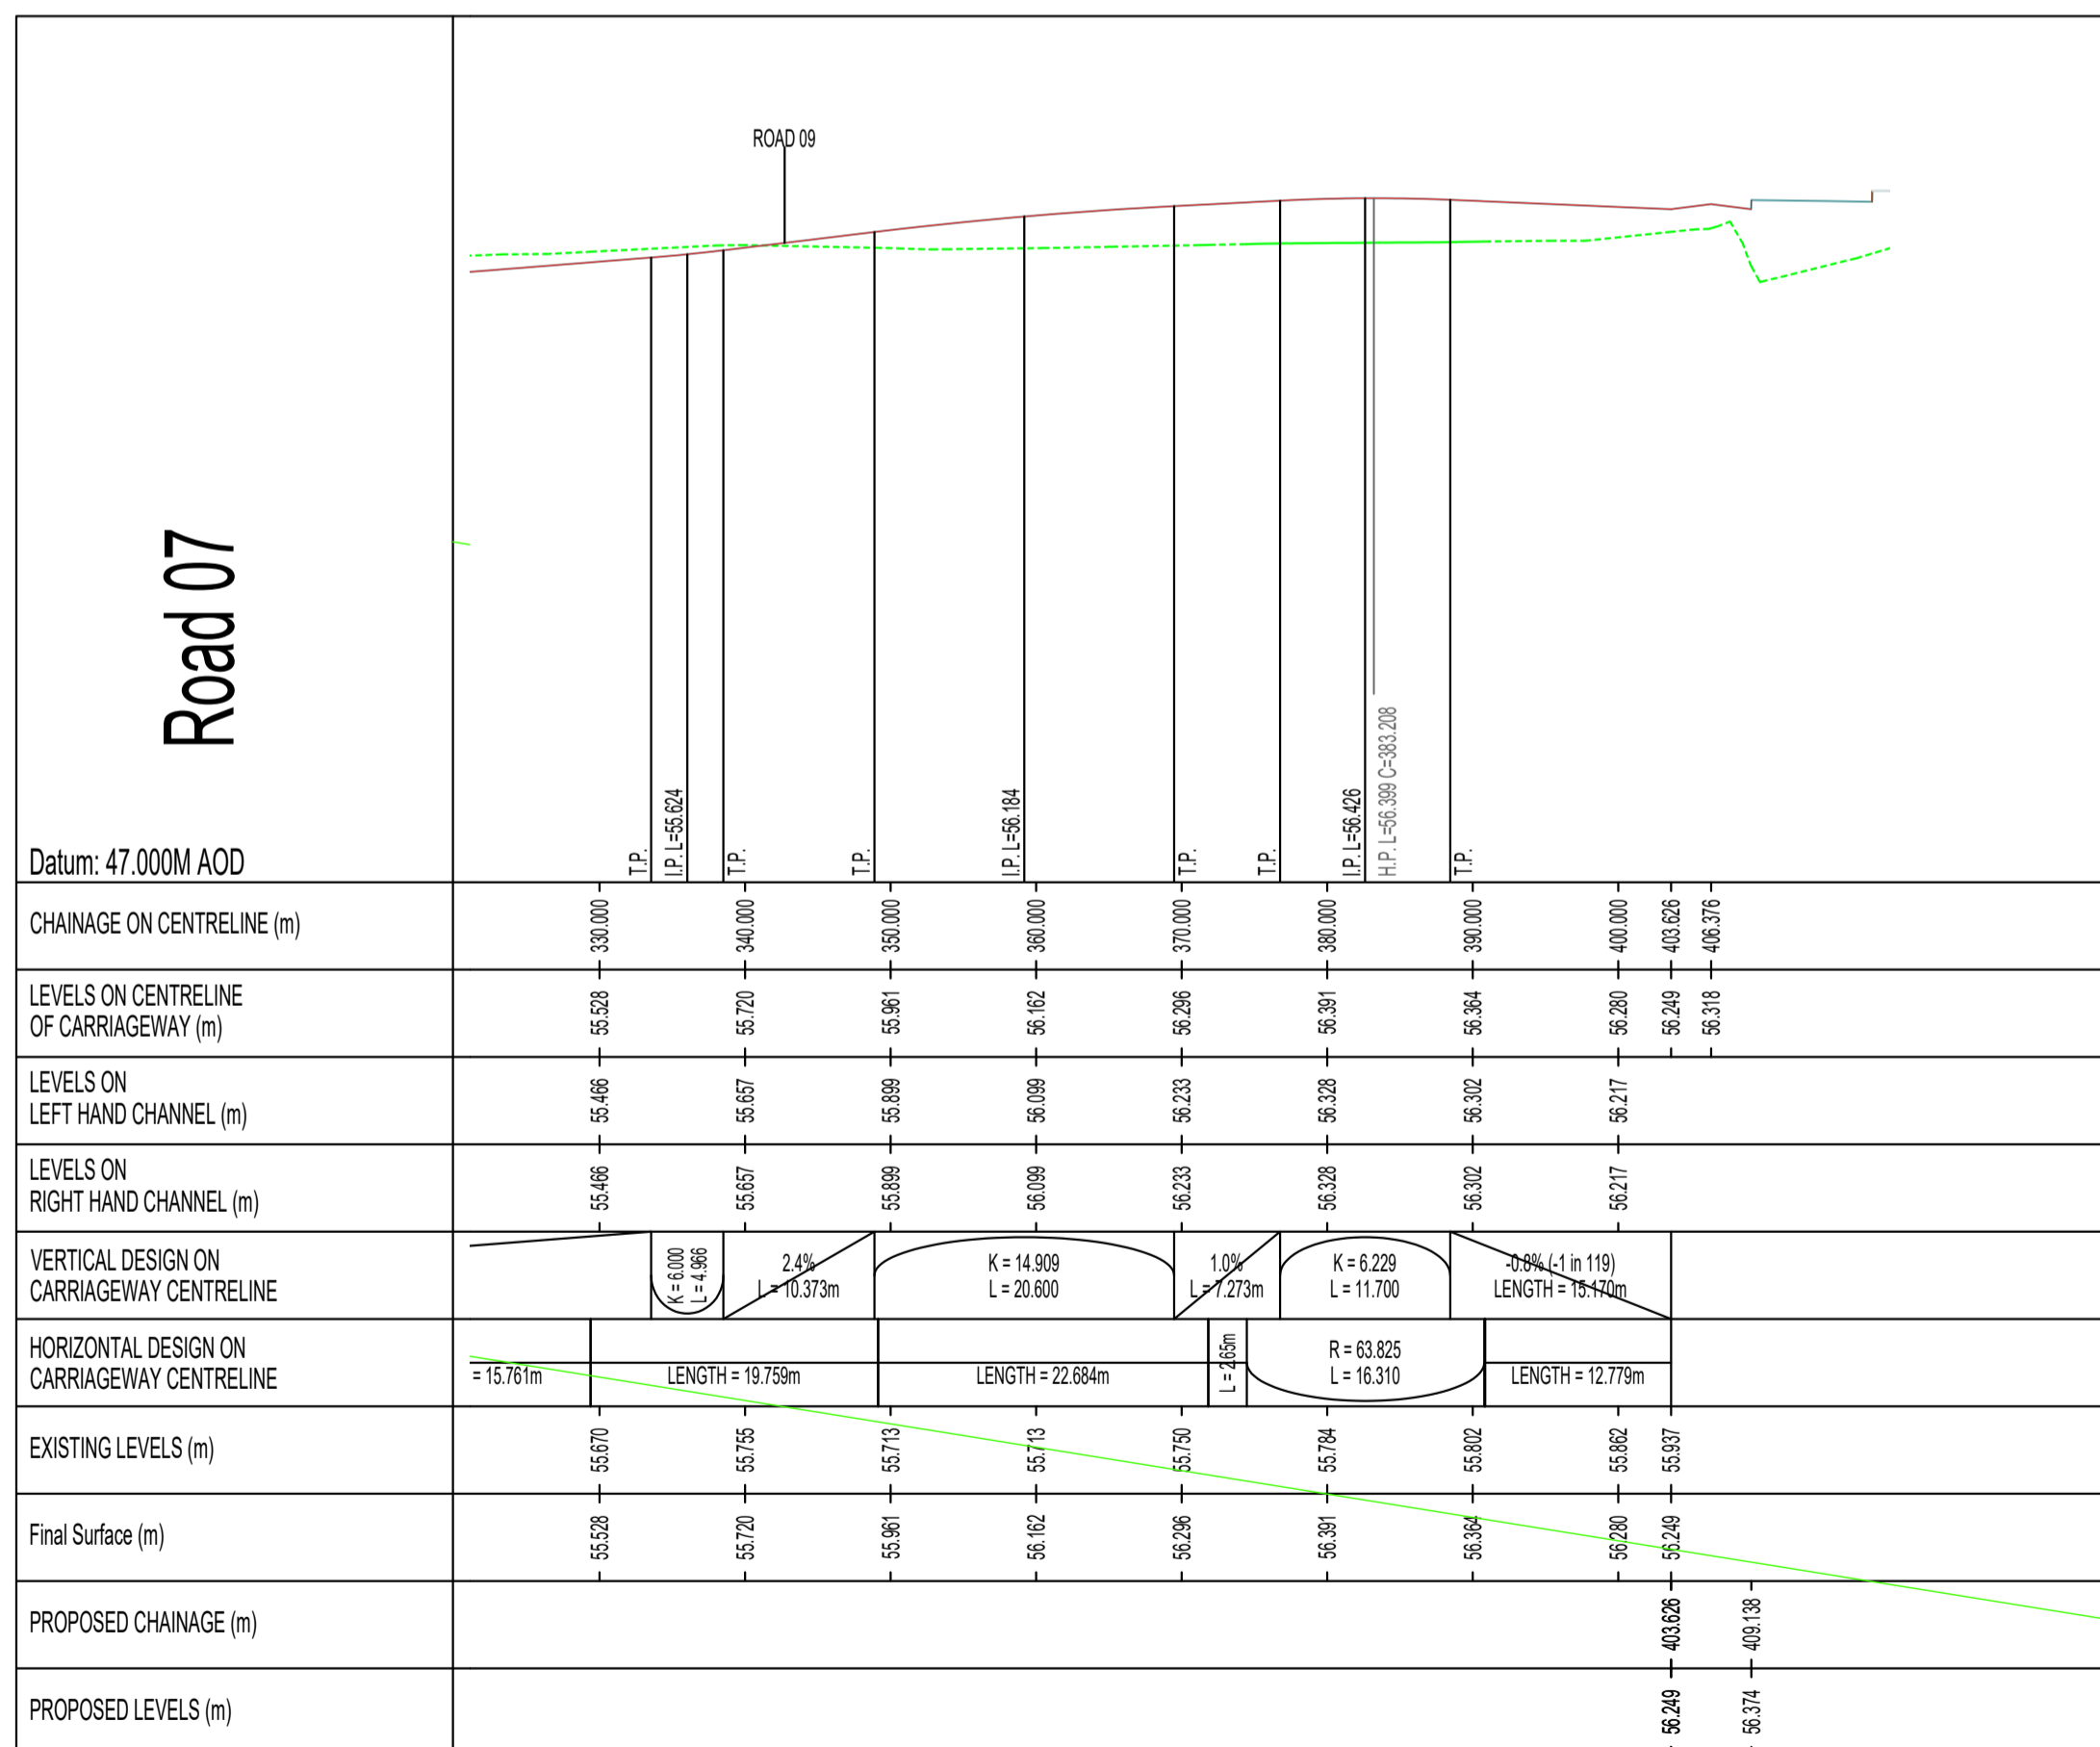 ROAD 09
Road 07
T.P.
I.P. L=55.624
T.P.
T.P.
I.P. L=56.184
T.P.
T.P.
I.P. L=56.426
H.P. L=56.399 C=383.208
T.P.
Datum: 47.000M AOD
CHAINAGE ON CENTRELINE (m)
330.000 340.000 350.000 360.000 370.000 380.000 390.000 400.000 403.626 406.376
LEVELS ON CENTRELINE
OF CARRIAGEWAY (m)
55.528 55.720 55.961 56.162 56.296 56.391 56.364 56.280 56.249 56.318
LEVELS ON
LEFT HAND CHANNEL (m)
55.466 55.657 55.899 56.099 56.233 56.328 56.302 56.217
LEVELS ON
RIGHT HAND CHANNEL (m)
55.466 55.657 55.899 56.099 56.233 56.328 56.302 56.217
VERTICAL DESIGN ON
CARRIAGEWAY CENTRELINE
K = 6.000
L = 4.966
2.4%
L = 10.373m
K = 14.909
L = 20.600
1.0%
L = 7.273m
K = 6.229
L = 11.700
-0.8% (-1 in 119)
LENGTH = 15.170m
HORIZONTAL DESIGN ON
CARRIAGEWAY CENTRELINE
= 15.761m
LENGTH = 19.759m
LENGTH = 22.684m
L = 2.65m
R = 63.825
L = 16.310
LENGTH = 12.779m
EXISTING LEVELS (m)
55.670 55.755 55.713 55.713 55.750 55.784 55.802 55.862 55.937
Final Surface (m)
55.528 55.720 55.961 56.162 56.296 56.391 56.364 56.280 56.249
PROPOSED CHAINAGE (m)
403.626 409.138
PROPOSED LEVELS (m)
56.249 56.374